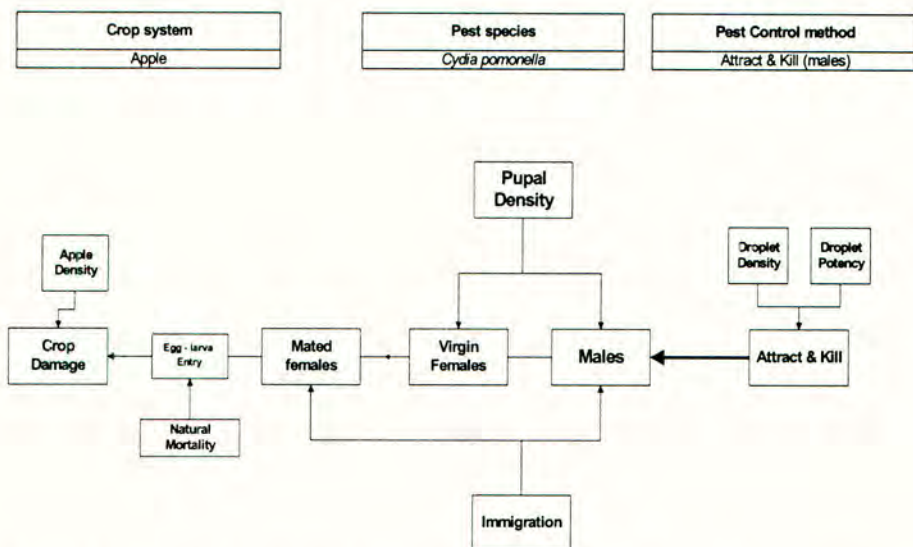 Crop system
Apple
Pest species
Cydia pomonella
Pest Control method
Attract & Kill (males)
Pupal
Density
Apple
Density
Droplet
Density
Droplet
Potency
Crop
Damage
Egg - larva
Entry
Mated
females
Virgin
Females
Males
Attract & Kill
Natural
Mortality
Immigration